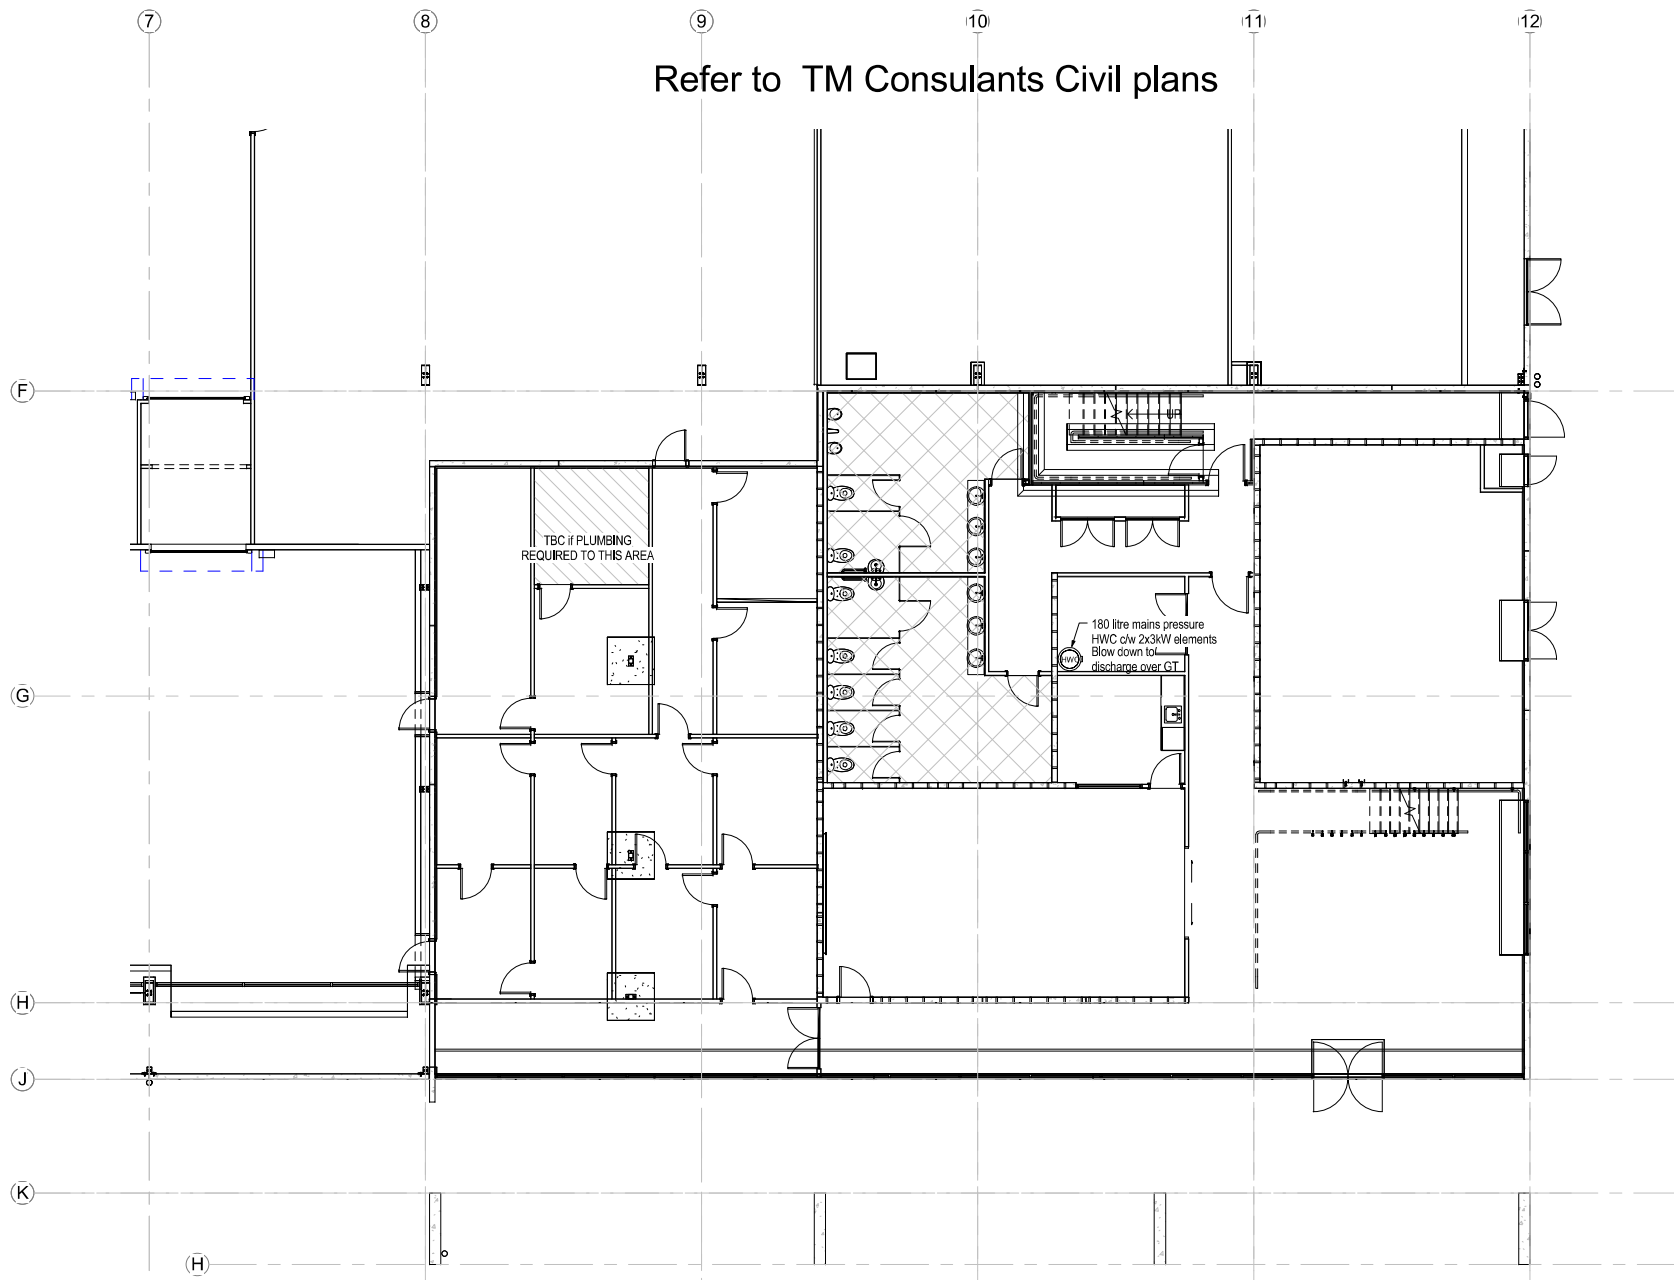 7 8 9 10 11 12
Refer to TM Consulants Civil plans
F
UP
TBC if PLUMBING
REQUIRED TO THIS AREA
180 litre mains pressure
HWC c/w 2x3kW elements
Blow down to
discharge over GT
HWC
G
H
J
K
H